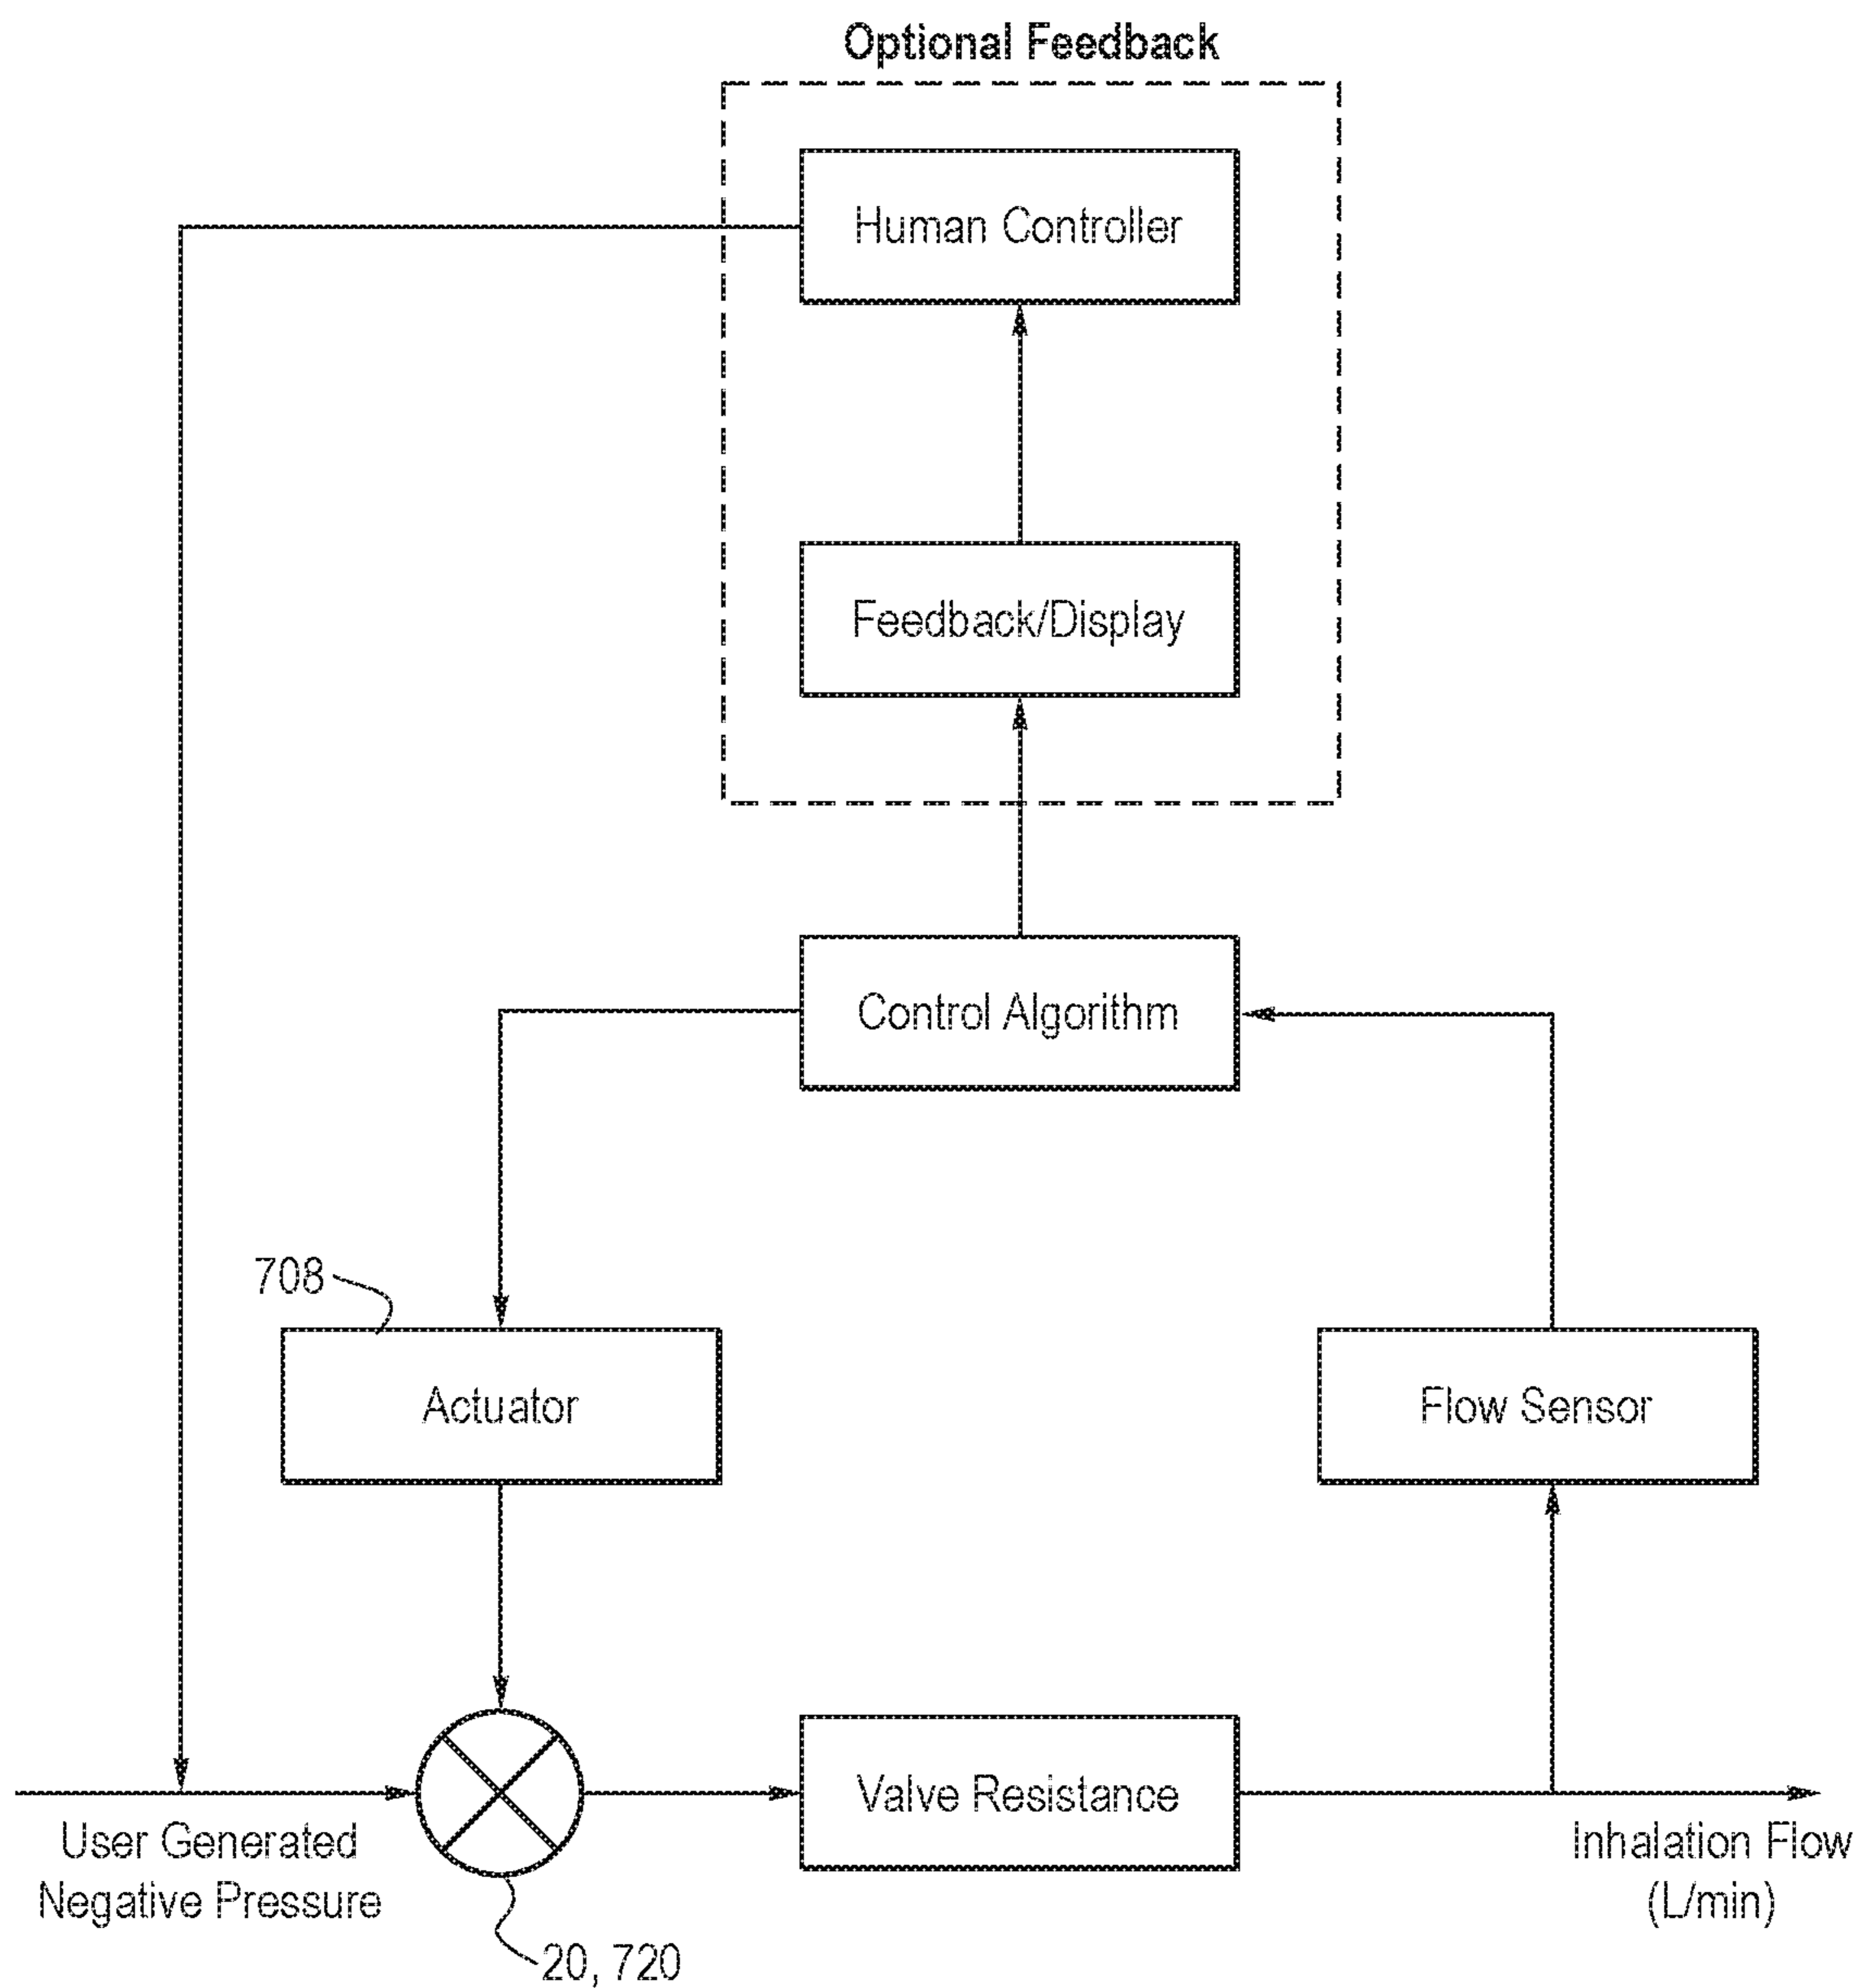 Optional Feedback
Human Controller
Feedback/Display
Control Algorithm
708
Actuator
Flow Sensor
Valve Resistance
User Generated
Negative Pressure
Inhalation Flow
(L/min)
20, 720